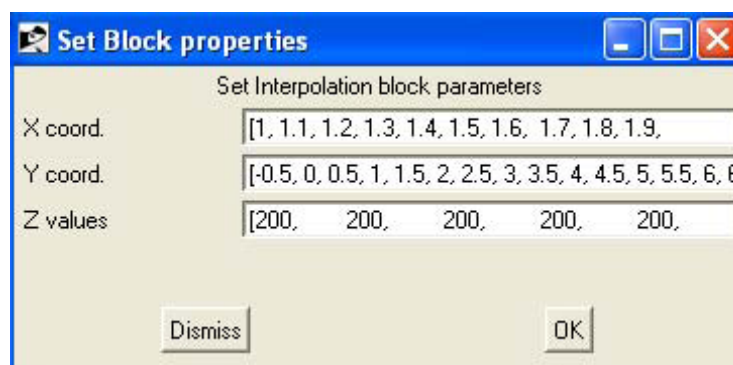 Set Block properties
Set Interpolation block parameters
X coord. [1, 1.1, 1.2, 1.3, 1.4, 1.5, 1.6, 1.7, 1.8, 1.9,
Y coord. [-0.5, 0, 0.5, 1, 1.5, 2, 2.5, 3, 3.5, 4, 4.5, 5, 5.5, 6,
Z values [200, 200, 200, 200, 200,
Dismiss OK